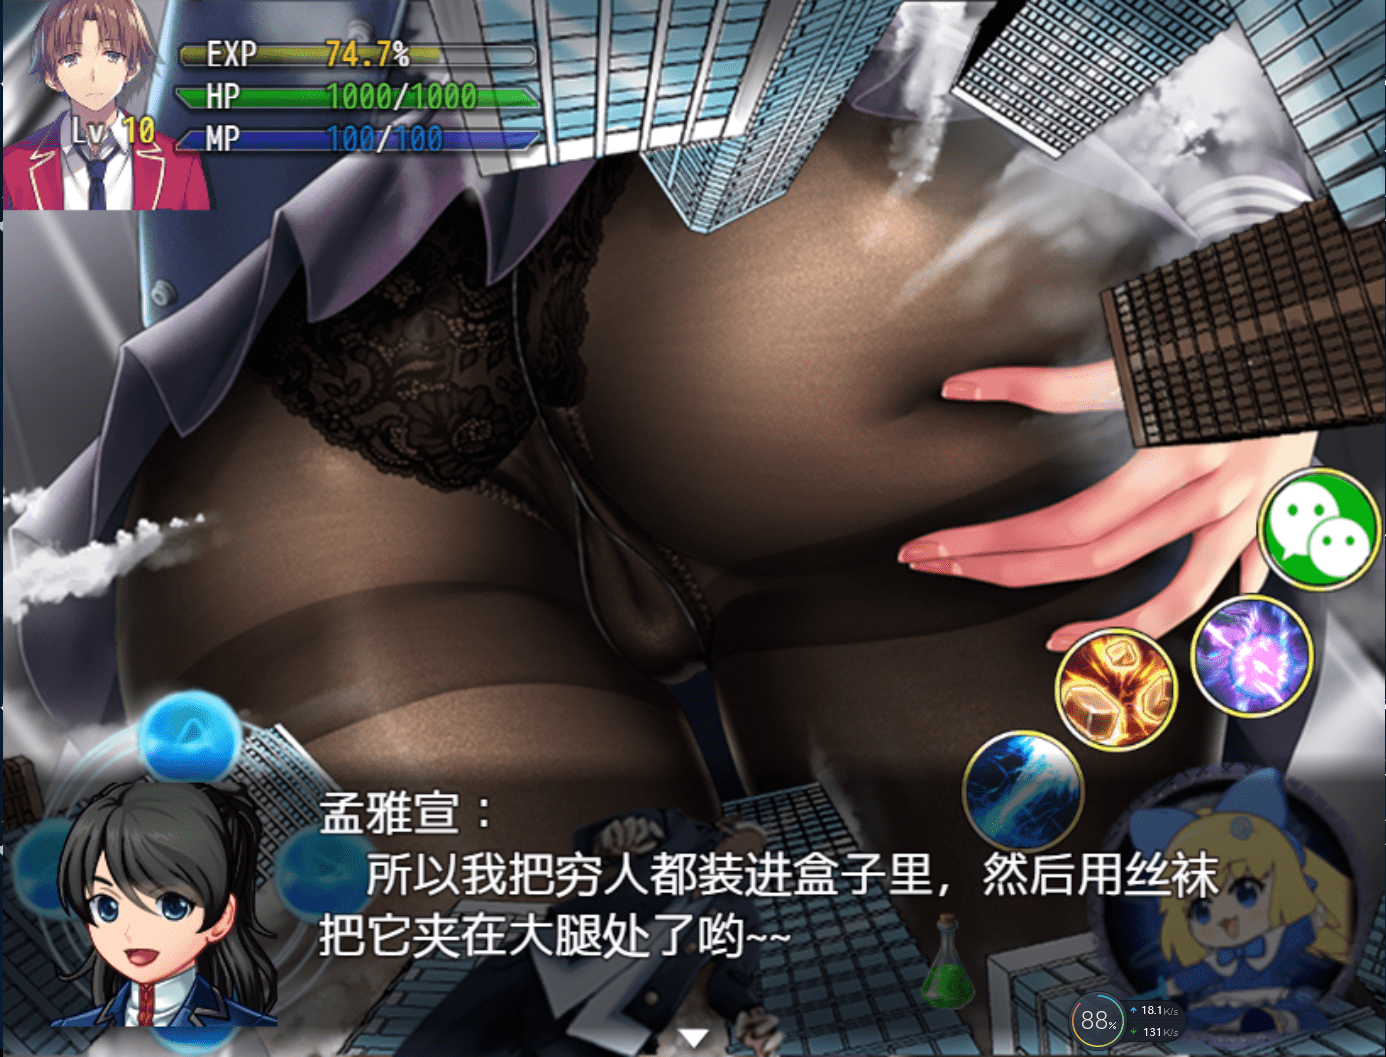 EXP 74.7%
HP 1000/1000
Lv 10
MP 100/100
孟雅宣：
所以我把穷人都装进盒子里，然后用丝袜
把它夹在大腿处了哟~~
88%
18.1K/s
131K/s